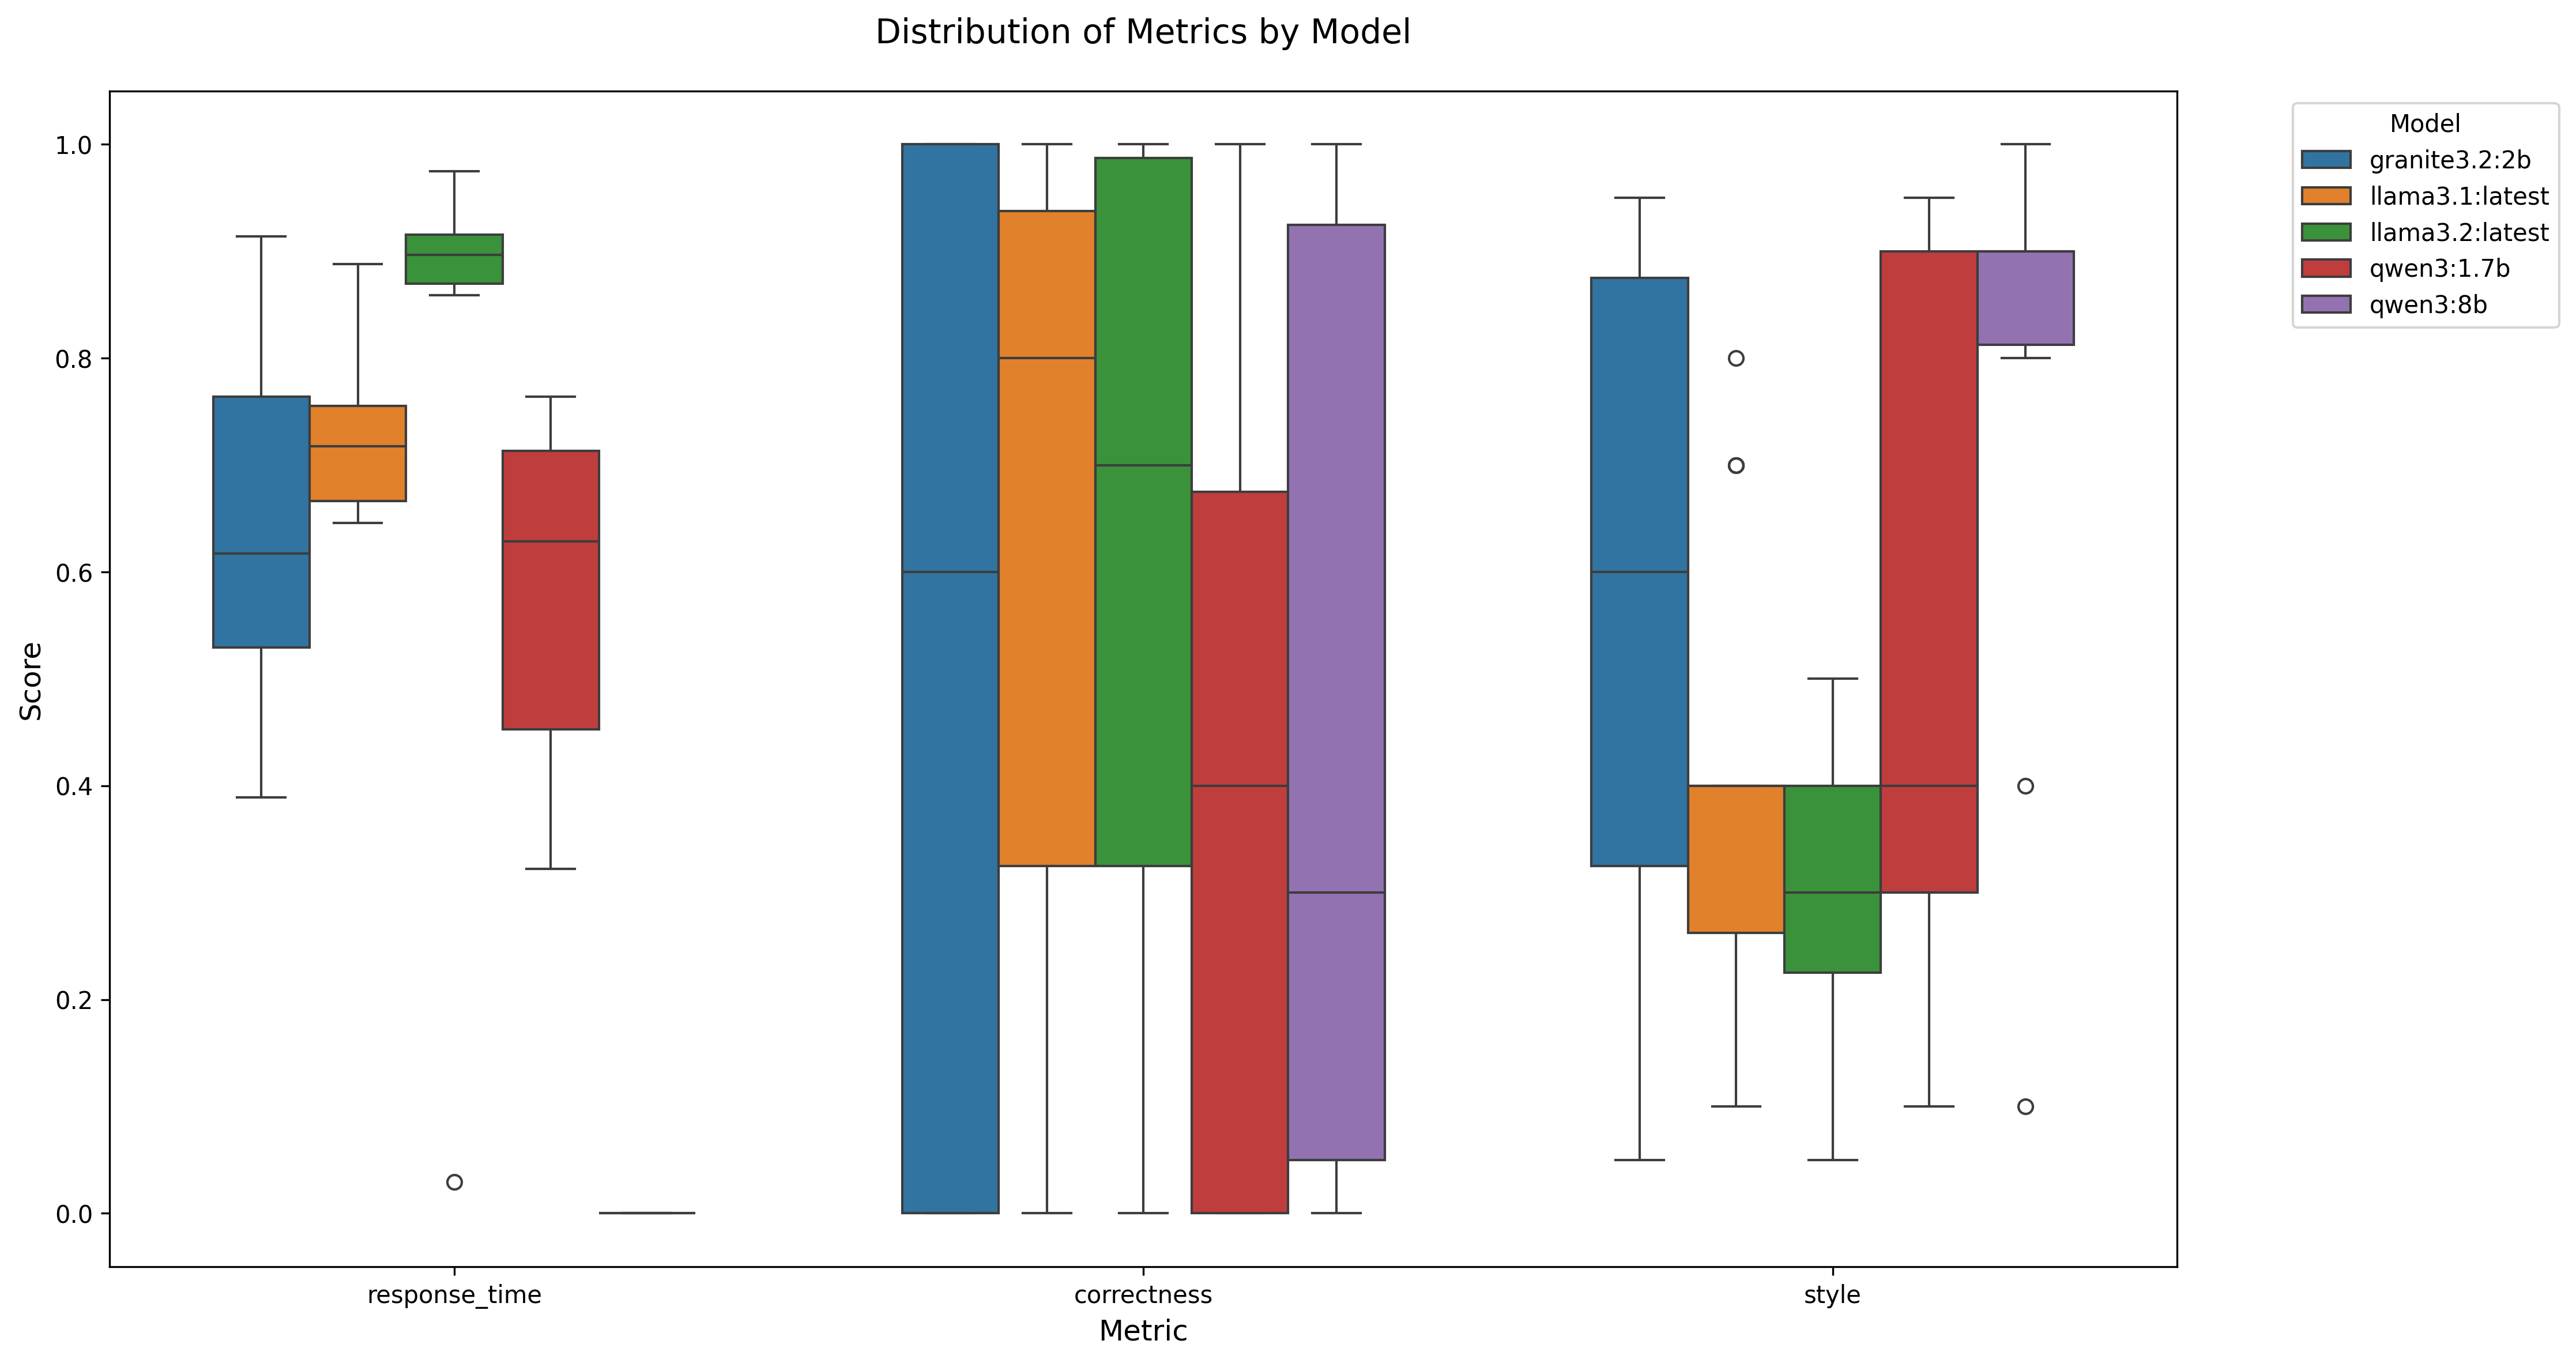 Distribution of Metrics by Model
Model
granite3.2:2b
llama3.1:latest
llama3.2:latest
qwen3:1.7b
qwen3:8b
Score
1.0
0.8
0.6
0.4
0.2
0.0
response_time
correctness
style
Metric